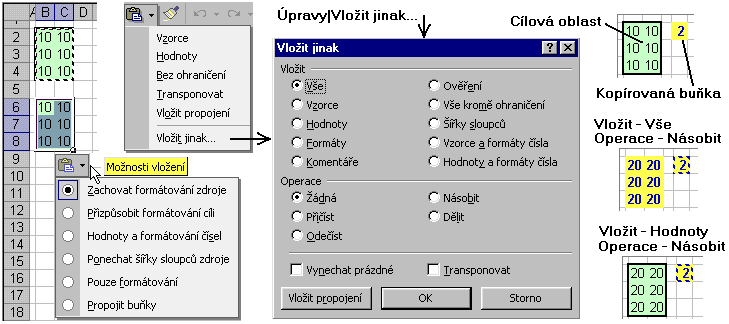 A B C D
1
2 10 10
3 10 10
4 10 10
5
6 10 10
7 10 10
8 10 10
9
10
11
12
13
14
15
16
17
18
Možnosti vložení
Zachovat formátování zdroje
Přizpůsobit formátování cíli
Hodnoty a formátování čísel
Ponechat šířky sloupců zdroje
Pouze formátování
Propojit buňky
Vzorce
Hodnoty
Bez ohraničení
Transponovat
Vložit propojení
Vložit jinak...
Úpravy|Vložit jinak...
Vložit jinak
Vložit
Vše
Vzorce
Hodnoty
Formáty
Komentáře
Ověření
Vše kromě ohraničení
Šířky sloupců
Vzorce a formáty čísla
Hodnoty a formáty čísla
Operace
Žádná
Přičíst
Odečíst
Násobit
Dělit
Vynechat prázdné
Transponovat
Vložit propojení
OK
Storno
Cílová oblast
10 10 2
10 10
10 10
Kopírovaná buňka
Vložit - Vše
Operace - Násobit
20 20 2
20 20
20 20
Vložit - Hodnoty
Operace - Násobit
20 20 2
20 20
20 20